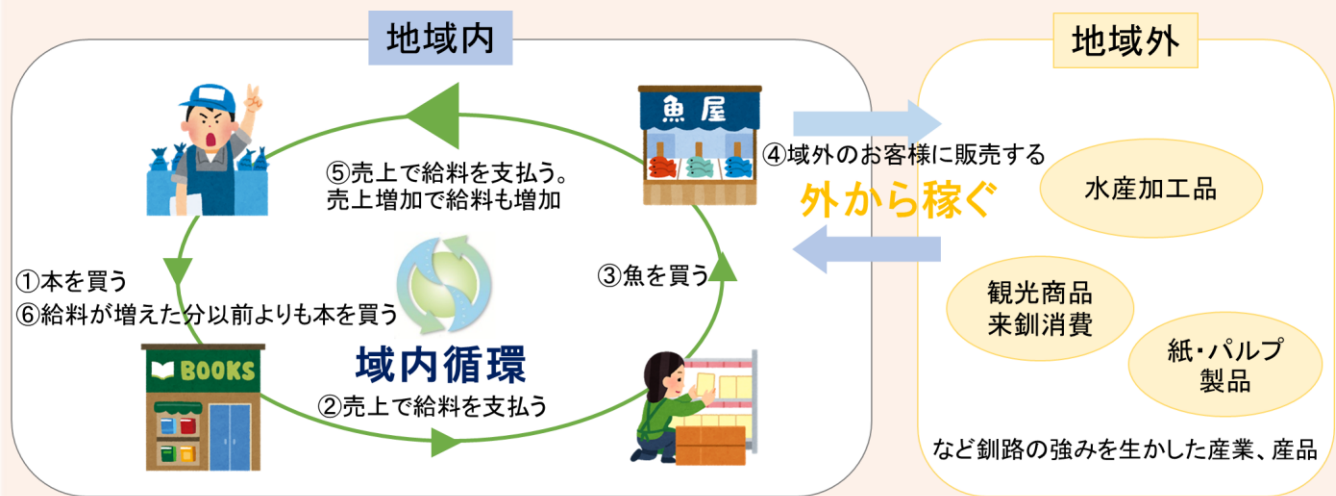 地域内
地域外
魚屋
④域外のお客様に販売する
外から稼ぐ
⑤売上で給料を支払う。
売上増加で給料も増加
①本を買う
⑥給料が増えた分以前よりも本を買う
③魚を買う
域内循環
BOOKS
②売上で給料を支払う
水産加工品
観光商品
来釧消費
紙・パルプ
製品
など釧路の強みを生かした産業、産品